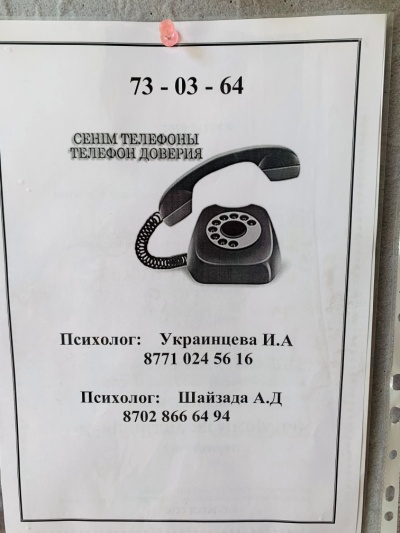 73 - 03 - 64
СЕНІМ ТЕЛЕФОНЫ
ТЕЛЕФОН ДОВЕРИЯ
Психолог: Украинцева И.А
8771 024 56 16
Психолог: Шайзада А.Д
8702 866 64 94